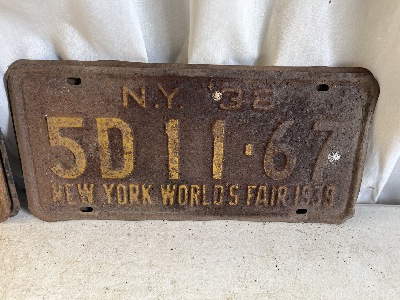 N.Y. '38
5D 11·67
NEW YORK WORLD'S FAIR 1939